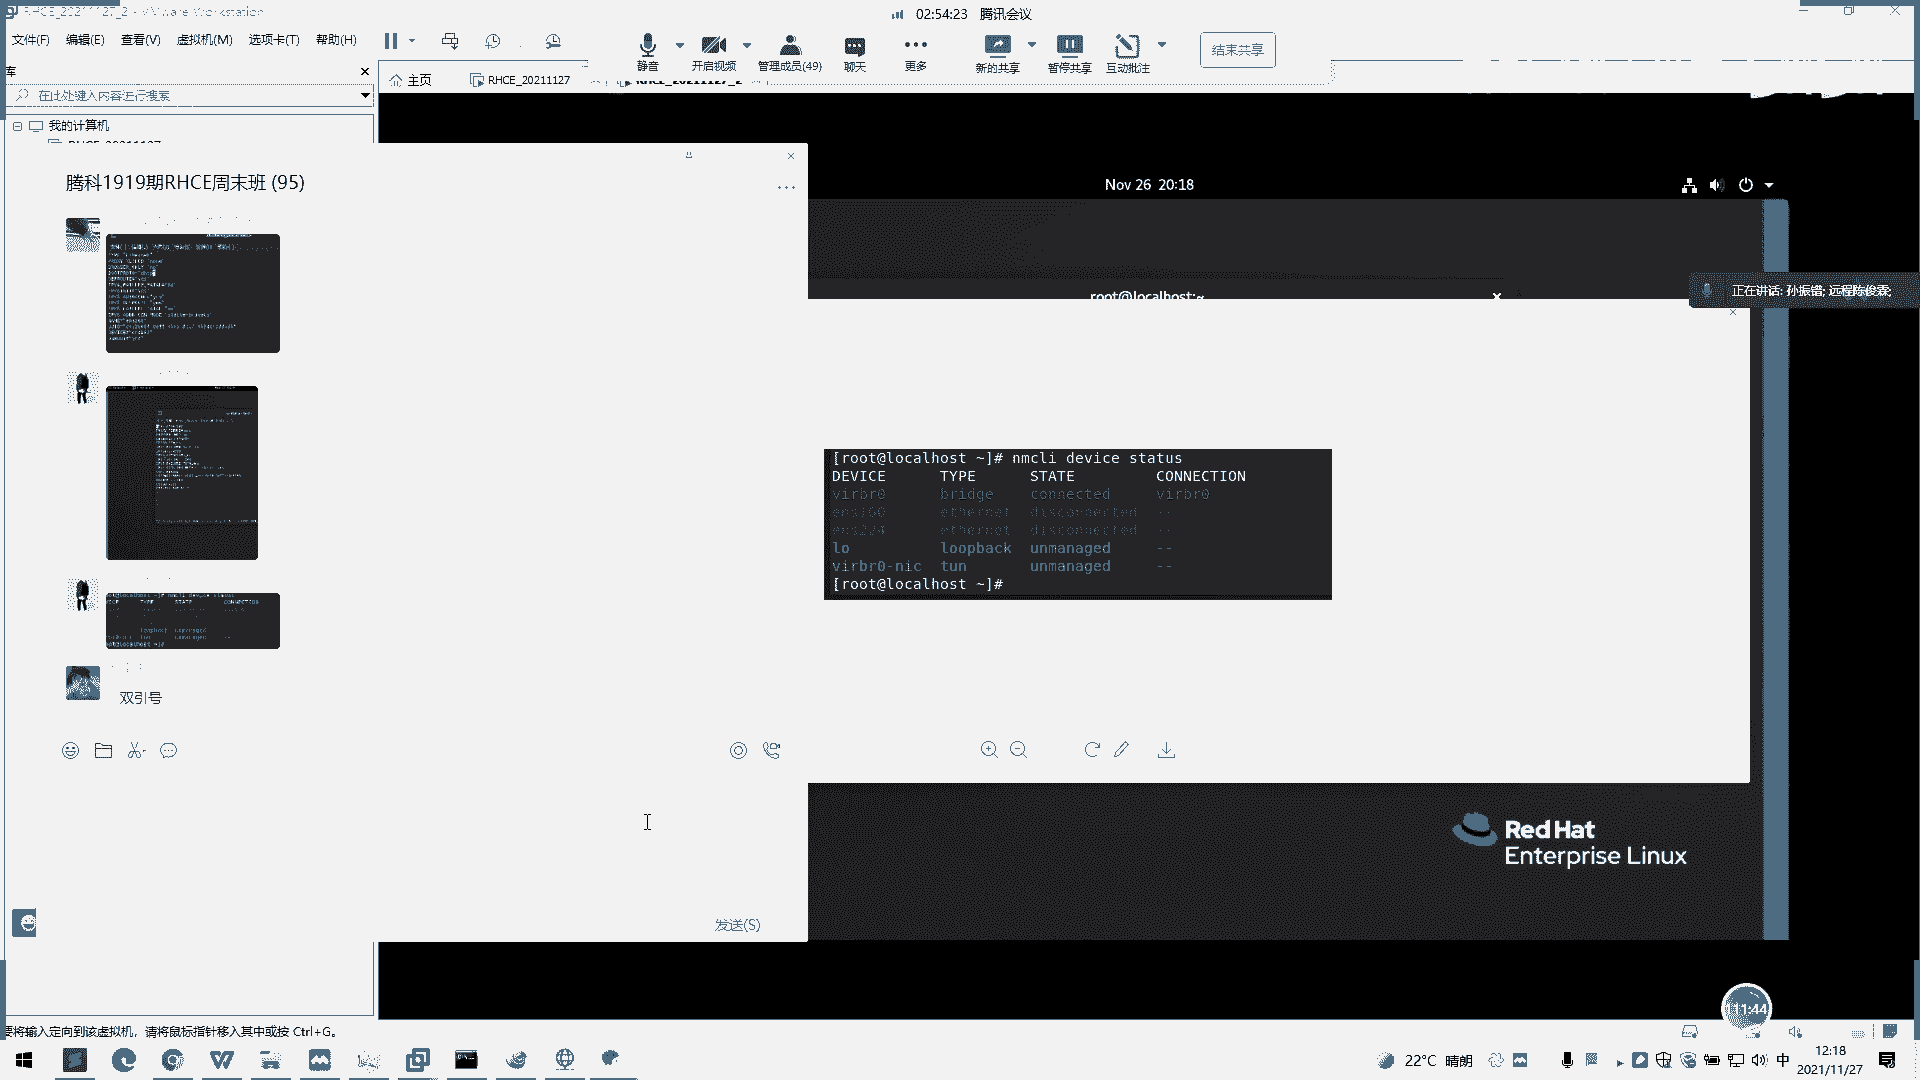 RHCE_20211127_2 - VMware Workstation
02:54:23 腾讯会议
文件(F) 编辑(E) 查看(V) 虚拟机(M) 选项卡(T) 帮助(H)
静音 开启视频 管理成员(49) 聊天 更多 新的共享 暂停共享 互动批注 结束共享
库
主页 RHCE_20211127 RHCE_20211127_2
在此处键入内容进行搜索
我的计算机
RHCE_20211127
腾科1919期RHCE周末班 (95)
Nov 26 20:18
root@localhost:~
正在讲话: 孙振锴; 远程陈俊霖;
[root@localhost ~]# nmcli device status
DEVICE TYPE STATE CONNECTION
virbr0 bridge connected virbr0
ens160 ethernet disconnected --
ens224 ethernet disconnected --
lo loopback unmanaged --
virbr0-nic tun unmanaged --
[root@localhost ~]#
双引号
Red Hat
Enterprise Linux
发送(S)
11:44
要将输入定向到该虚拟机，请将鼠标指针移入其中或按 Ctrl+G。
22°C 晴朗
中
12:18
2021/11/27